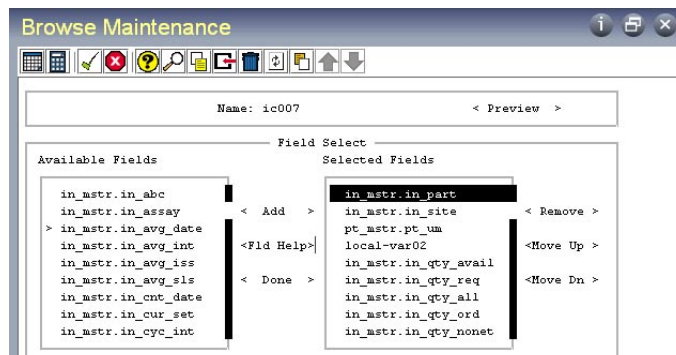 Browse Maintenance
Name: ic007 < Preview >
Field Select
Available Fields Selected Fields
in_mstr.in_abc in_mstr.in_part
in_mstr.in_assay < Add > in_mstr.in_site < Remove >
> in_mstr.in_avg_date pt_mstr.pt_um
in_mstr.in_avg_int <Fld Help> local-var02 <Move Up >
in_mstr.in_avg_iss in_mstr.in_qty_avail
in_mstr.in_avg_sls < Done > in_mstr.in_qty_req <Move Dn >
in_mstr.in_cnt_date in_mstr.in_qty_all
in_mstr.in_cur_set in_mstr.in_qty_ord
in_mstr.in_cyc_int in_mstr.in_qty_nonet